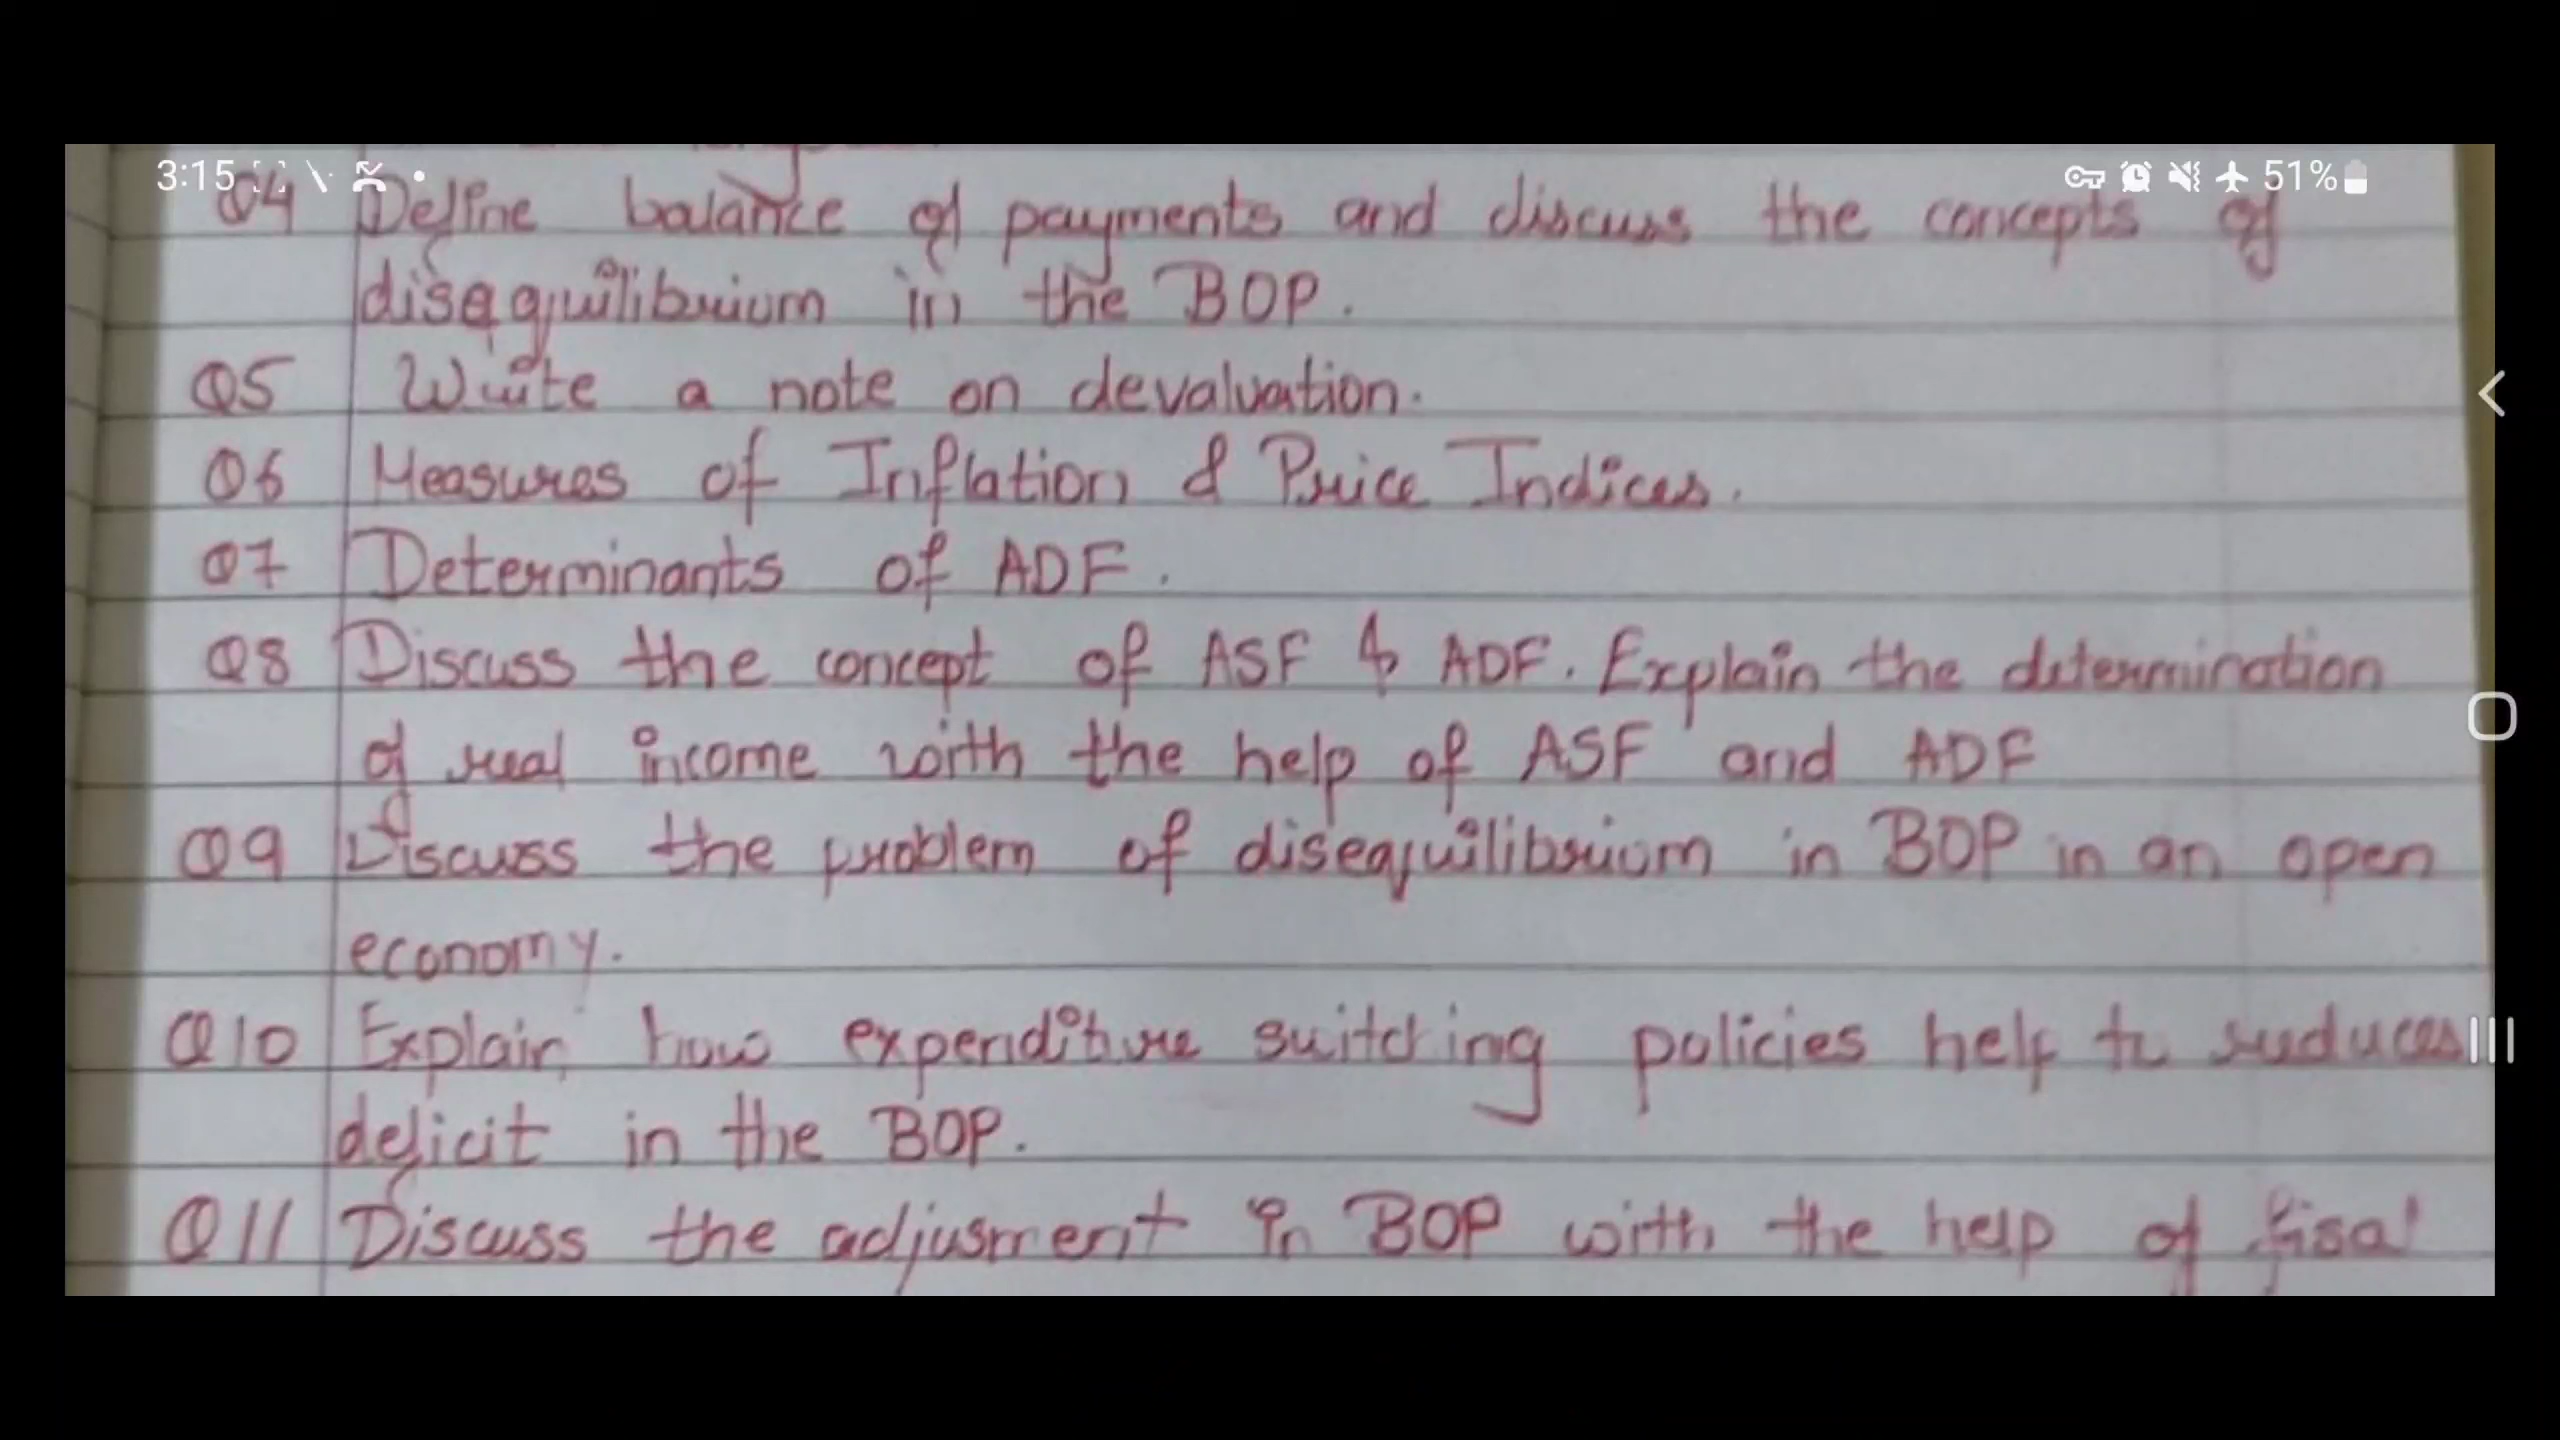 3:15
51%
Q4 Define balance of payments and discuss the concepts of
disequilibrium in the BOP.
Q5 Write a note on devaluation.
Q6 Measures of Inflation & Price Indices.
Q7 Determinants of ADF.
Q8 Discuss the concept of ASF & ADF. Explain the determination
of real income with the help of ASF and ADF
Q9 Discuss the problem of disequilibrium in BOP in an open
economy.
Q10 Explain how expenditure suitching policies help to reduces
deficit in the BOP.
Q11 Discuss the adjusment in BOP with the help of fisal